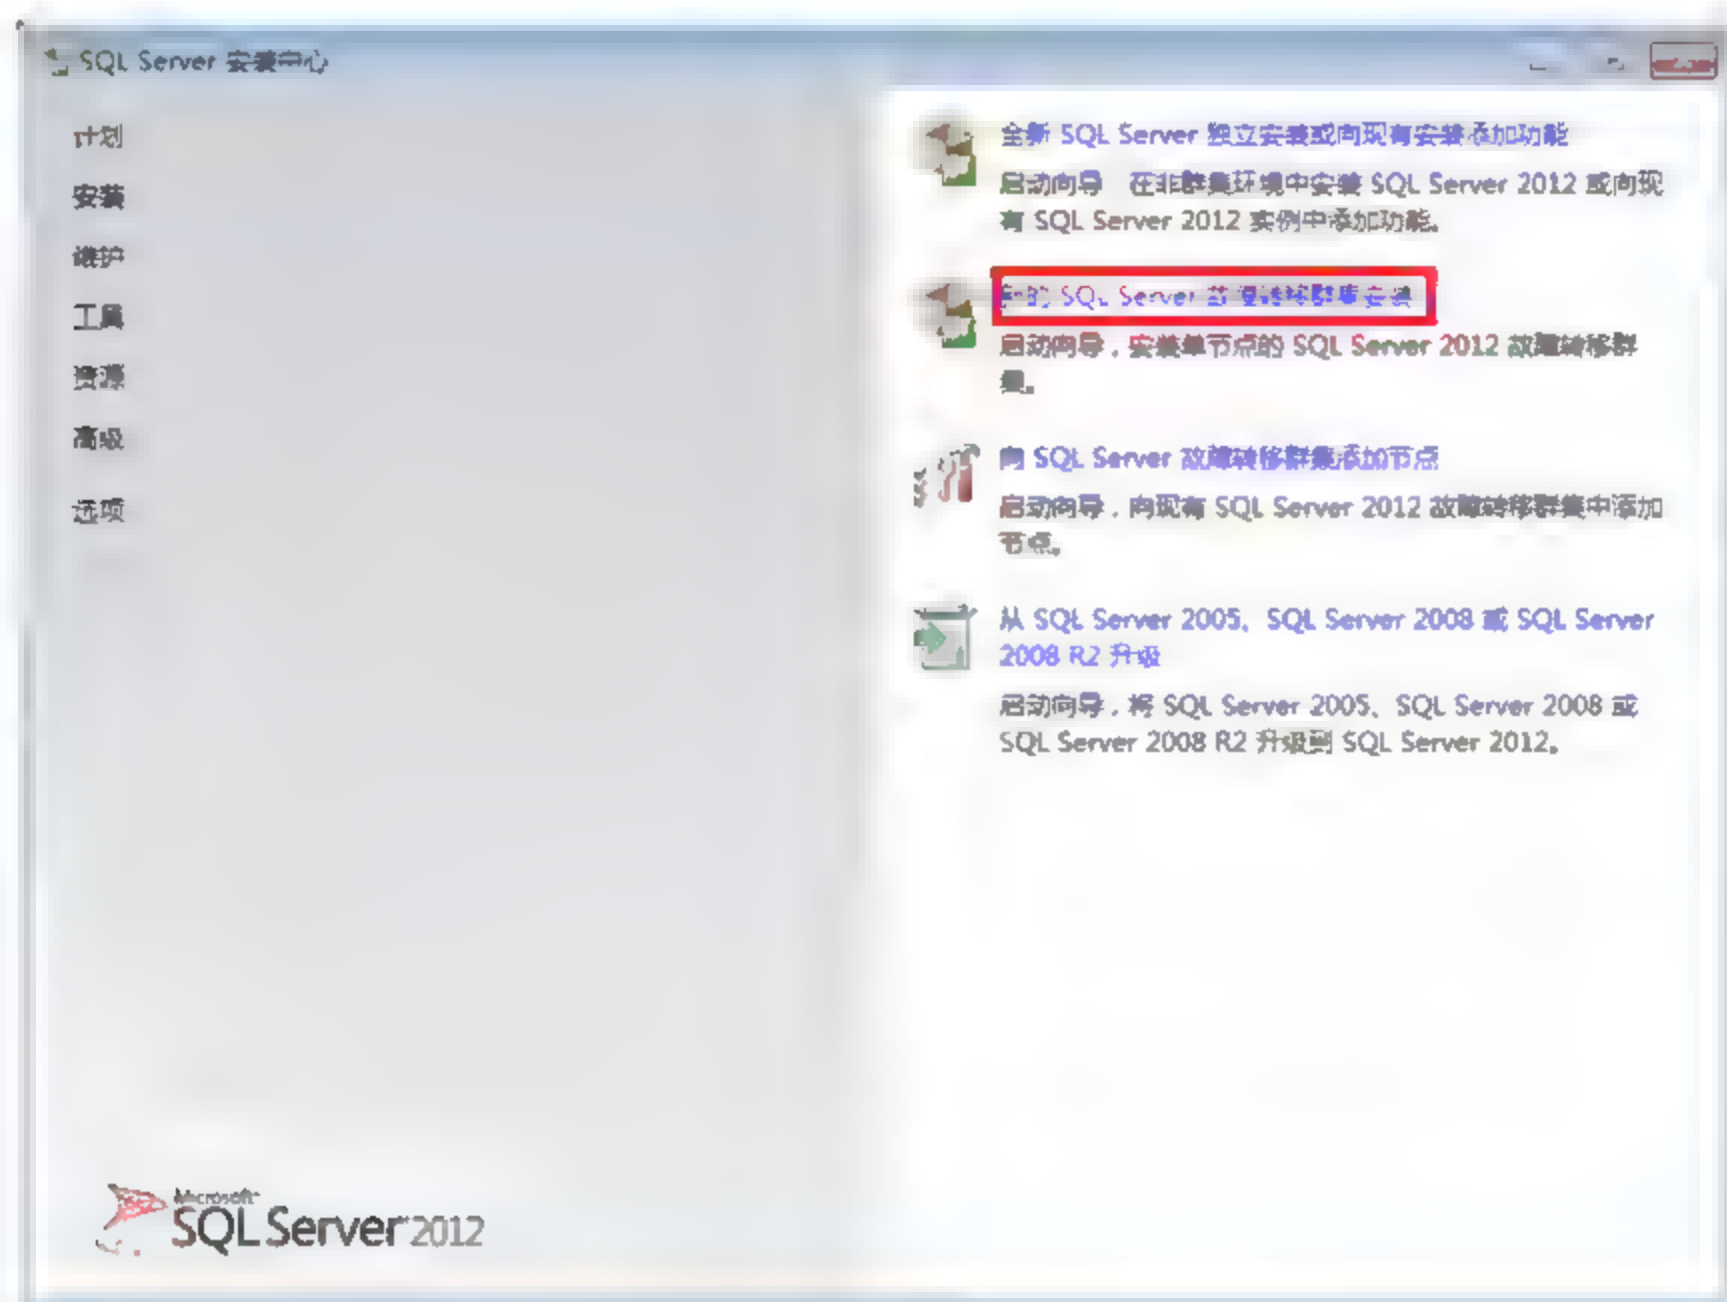 SQL Server 安装中心
计划
安装
维护
工具
资源
高级
选项
全新 SQL Server 独立安装或向现有安装添加功能
启动向导 在非群集环境中安装 SQL Server 2012 或向现
有 SQL Server 2012 实例中添加功能。
新的 SQL Server 故障转移群集安装
启动向导，安装单节点的 SQL Server 2012 故障转移群
集。
向 SQL Server 故障转移群集添加节点
启动向导，向现有 SQL Server 2012 故障转移群集中添加
节点。
从 SQL Server 2005、SQL Server 2008 或 SQL Server
2008 R2 升级
启动向导，将 SQL Server 2005、SQL Server 2008 或
SQL Server 2008 R2 升级到 SQL Server 2012。
Microsoft
SQL Server 2012